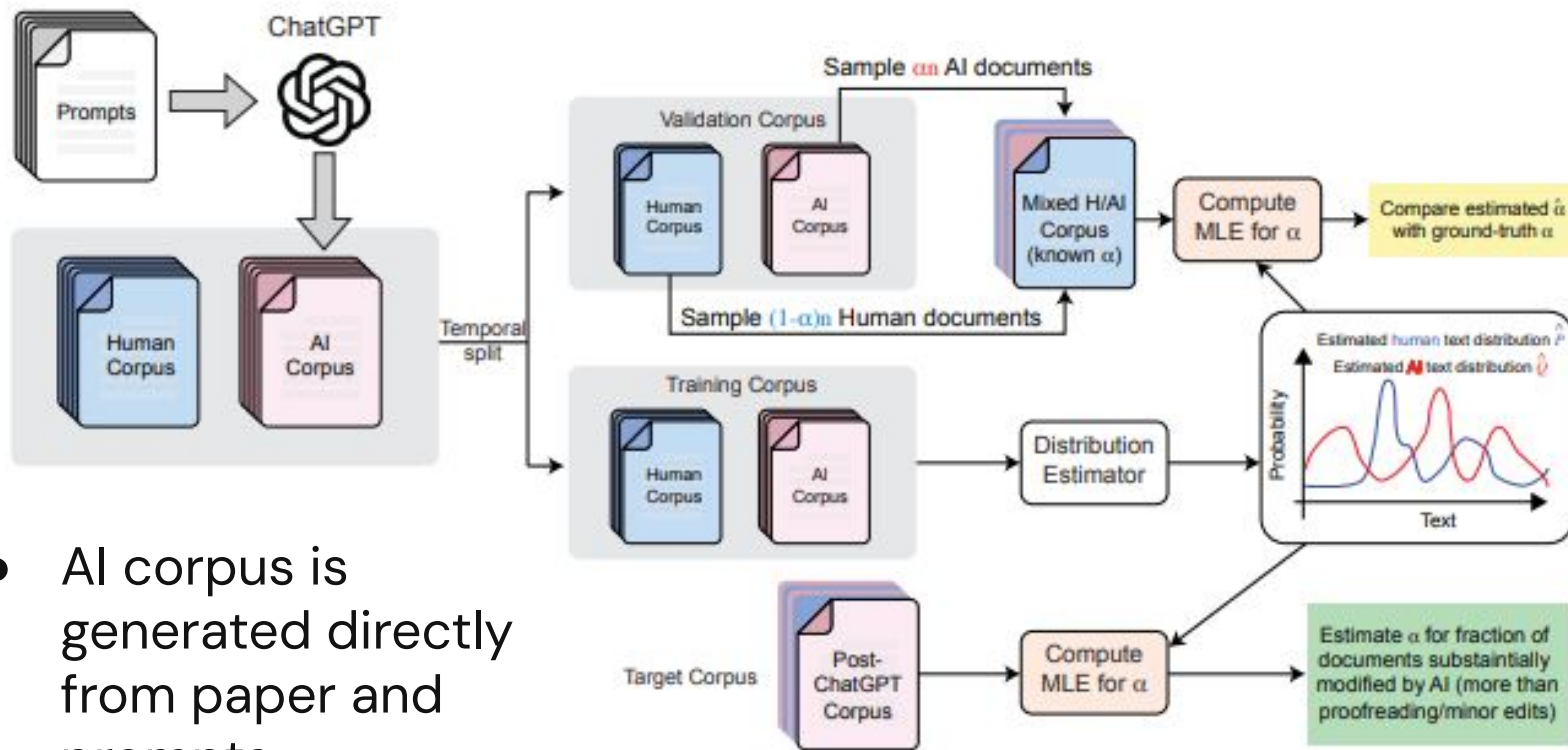 ChatGPT
Prompts
Human
Corpus
AI
Corpus
Temporal
split
Validation Corpus
Human
Corpus
AI
Corpus
Sample αn AI documents
Sample (1-α)n Human documents
Mixed H/AI
Corpus
(known α)
Compute
MLE for α
Compare estimated α̂
with ground-truth α
Training Corpus
Human
Corpus
AI
Corpus
Distribution
Estimator
Estimated human text distribution P̂
Estimated AI text distribution Q̂
Probability
Text
Target Corpus
Post-
ChatGPT
Corpus
Compute
MLE for α
Estimate α for fraction of
documents substaintially
modified by AI (more than
proofreading/minor edits)
● AI corpus is
generated directly
from paper and
prompts